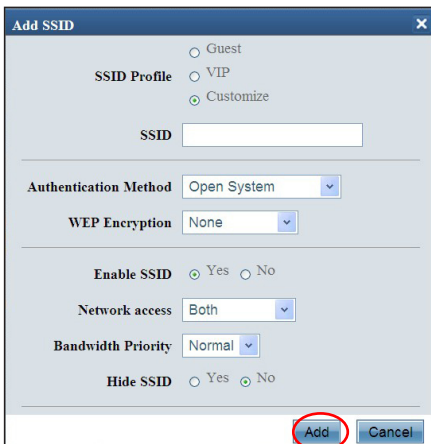 Add SSID
Guest
SSID Profile VIP
Customize
SSID
Authentication Method Open System
WEP Encryption None
Enable SSID Yes No
Network access Both
Bandwidth Priority Normal
Hide SSID Yes No
Add Cancel